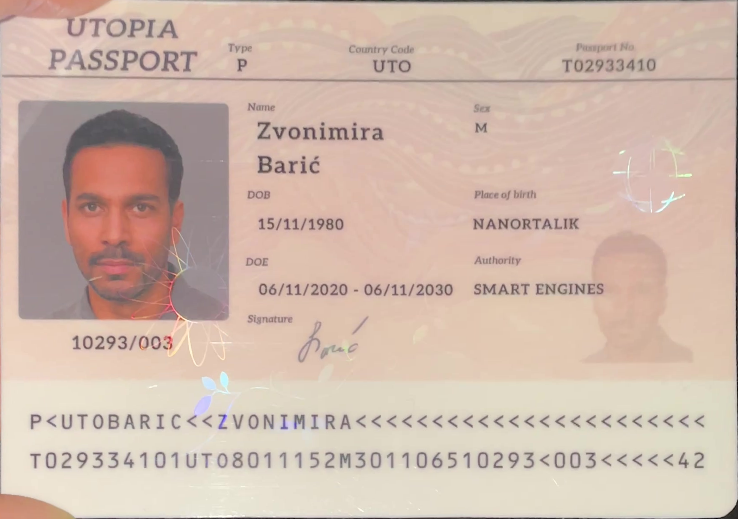 UTOPIA
PASSPORT
Type
P
Country Code
UTO
Passport No
T02933410
Name
Zvonimira
Barić
Sex
M
DOB
15/11/1980
Place of birth
NANORTALIK
DOE
06/11/2020 - 06/11/2030
Authority
SMART ENGINES
Signature
10293/003
P<UTOBARIC<<ZVONIMIRA<<<<<<<<<<<<<<<<<<<<<<<
T029334101UTO8011152M301106510293<003<<<<<42